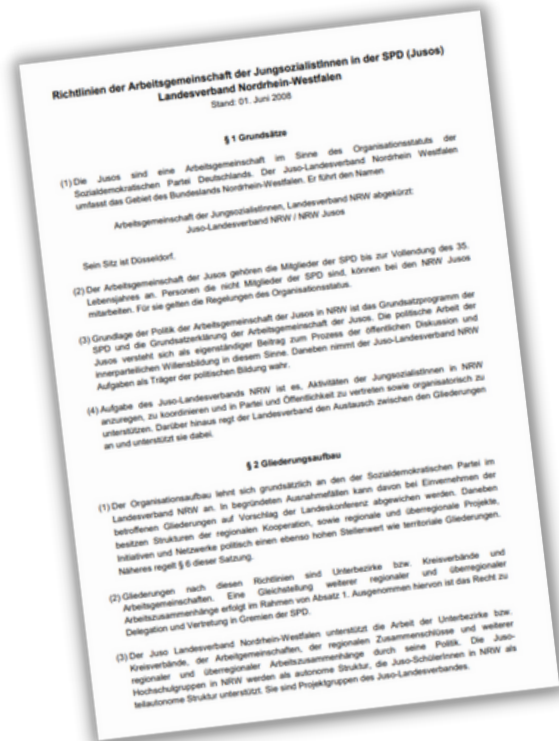 Richtlinien der Arbeitsgemeinschaft der JungsozialistInnen in der SPD (Jusos)
Landesverband Nordrhein-Westfalen
Stand: 01. Juni 2008
§ 1 Grundsätze
(1) Die Jusos sind eine Arbeitsgemeinschaft im Sinne des Organisationsstatuts der
Sozialdemokratischen Partei Deutschlands. Der Juso-Landesverband Nordrhein Westfalen
umfasst das Gebiet des Bundeslands Nordrhein-Westfalen. Er führt den Namen
Arbeitsgemeinschaft der JungsozialistInnen, Landesverband NRW abgekürzt:
Juso-Landesverband NRW / NRW Jusos
Sein Sitz ist Düsseldorf.
(2) Der Arbeitsgemeinschaft der Jusos gehören die Mitglieder der SPD bis zur Vollendung des 35.
Lebensjahres an. Personen die nicht Mitglieder der SPD sind, können bei den NRW Jusos
mitarbeiten. Für sie gelten die Regelungen des Organisationsstatus.
(3) Grundlage der Politik der Arbeitsgemeinschaft der Jusos in NRW ist das Grundsatzprogramm der
SPD und die Grundsatzerklärung der Arbeitsgemeinschaft der Jusos. Die politische Arbeit der
Jusos versteht sich als eigenständiger Beitrag zum Prozess der öffentlichen Diskussion und
innerparteilichen Willensbildung in diesem Sinne. Daneben nimmt der Juso-Landesverband NRW
Aufgaben als Träger der politischen Bildung wahr.
(4) Aufgabe des Juso-Landesverbands NRW ist es, Aktivitäten der JungsozialistInnen in NRW
anzuregen, zu koordinieren und in Partei und Öffentlichkeit zu vertreten sowie organisatorisch zu
unterstützen. Darüber hinaus regt der Landesverband den Austausch zwischen den Gliederungen
an und unterstützt sie dabei.
§ 2 Gliederungsaufbau
(1) Der Organisationsaufbau lehnt sich grundsätzlich an den der Sozialdemokratischen Partei im
Landesverband NRW an. In begründeten Ausnahmefällen kann davon bei Einvernehmen der
betroffenen Gliederungen auf Vorschlag der Landeskonferenz abgewichen werden. Daneben
besitzen Strukturen der regionalen Kooperation, sowie regionale und überregionale Projekte,
Initiativen und Netzwerke politisch einen ebenso hohen Stellenwert wie territoriale Gliederungen.
Näheres regelt § 6 dieser Satzung.
(2) Gliederungen nach diesen Richtlinien sind Unterbezirke bzw. Kreisverbände und
Arbeitsgemeinschaften. Eine Gleichstellung weiterer regionaler und überregionaler
Arbeitszusammenhänge erfolgt im Rahmen von Absatz 1. Ausgenommen hiervon ist das Recht zu
Delegation und Vertretung in Gremien der SPD.
(3) Der Juso Landesverband Nordrhein-Westfalen unterstützt die Arbeit der Unterbezirke bzw.
Kreisverbände, der Arbeitsgemeinschaften, der regionalen Zusammenschlüsse und weiterer
regionaler und überregionaler Arbeitszusammenhänge durch seine Politik. Die Juso-
Hochschulgruppen in NRW werden als autonome Struktur, die Juso-SchülerInnen in NRW als
teilautonome Struktur unterstützt. Sie sind Projektgruppen des Juso-Landesverbandes.